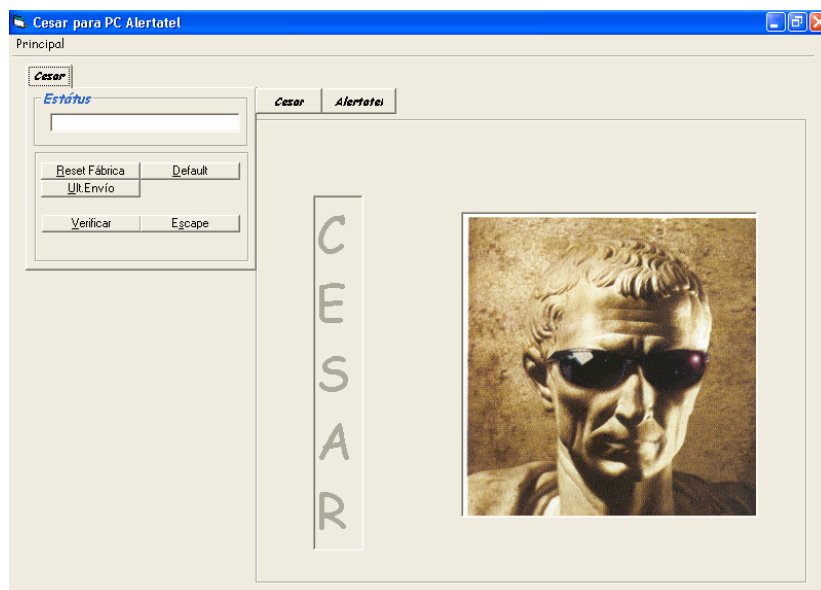 Cesar para PC Alertatel
Principal
Cesar
Estátus
Reset Fábrica Default
Ult.Envío
Verificar Escape
Cesar Alertatel
C
E
S
A
R